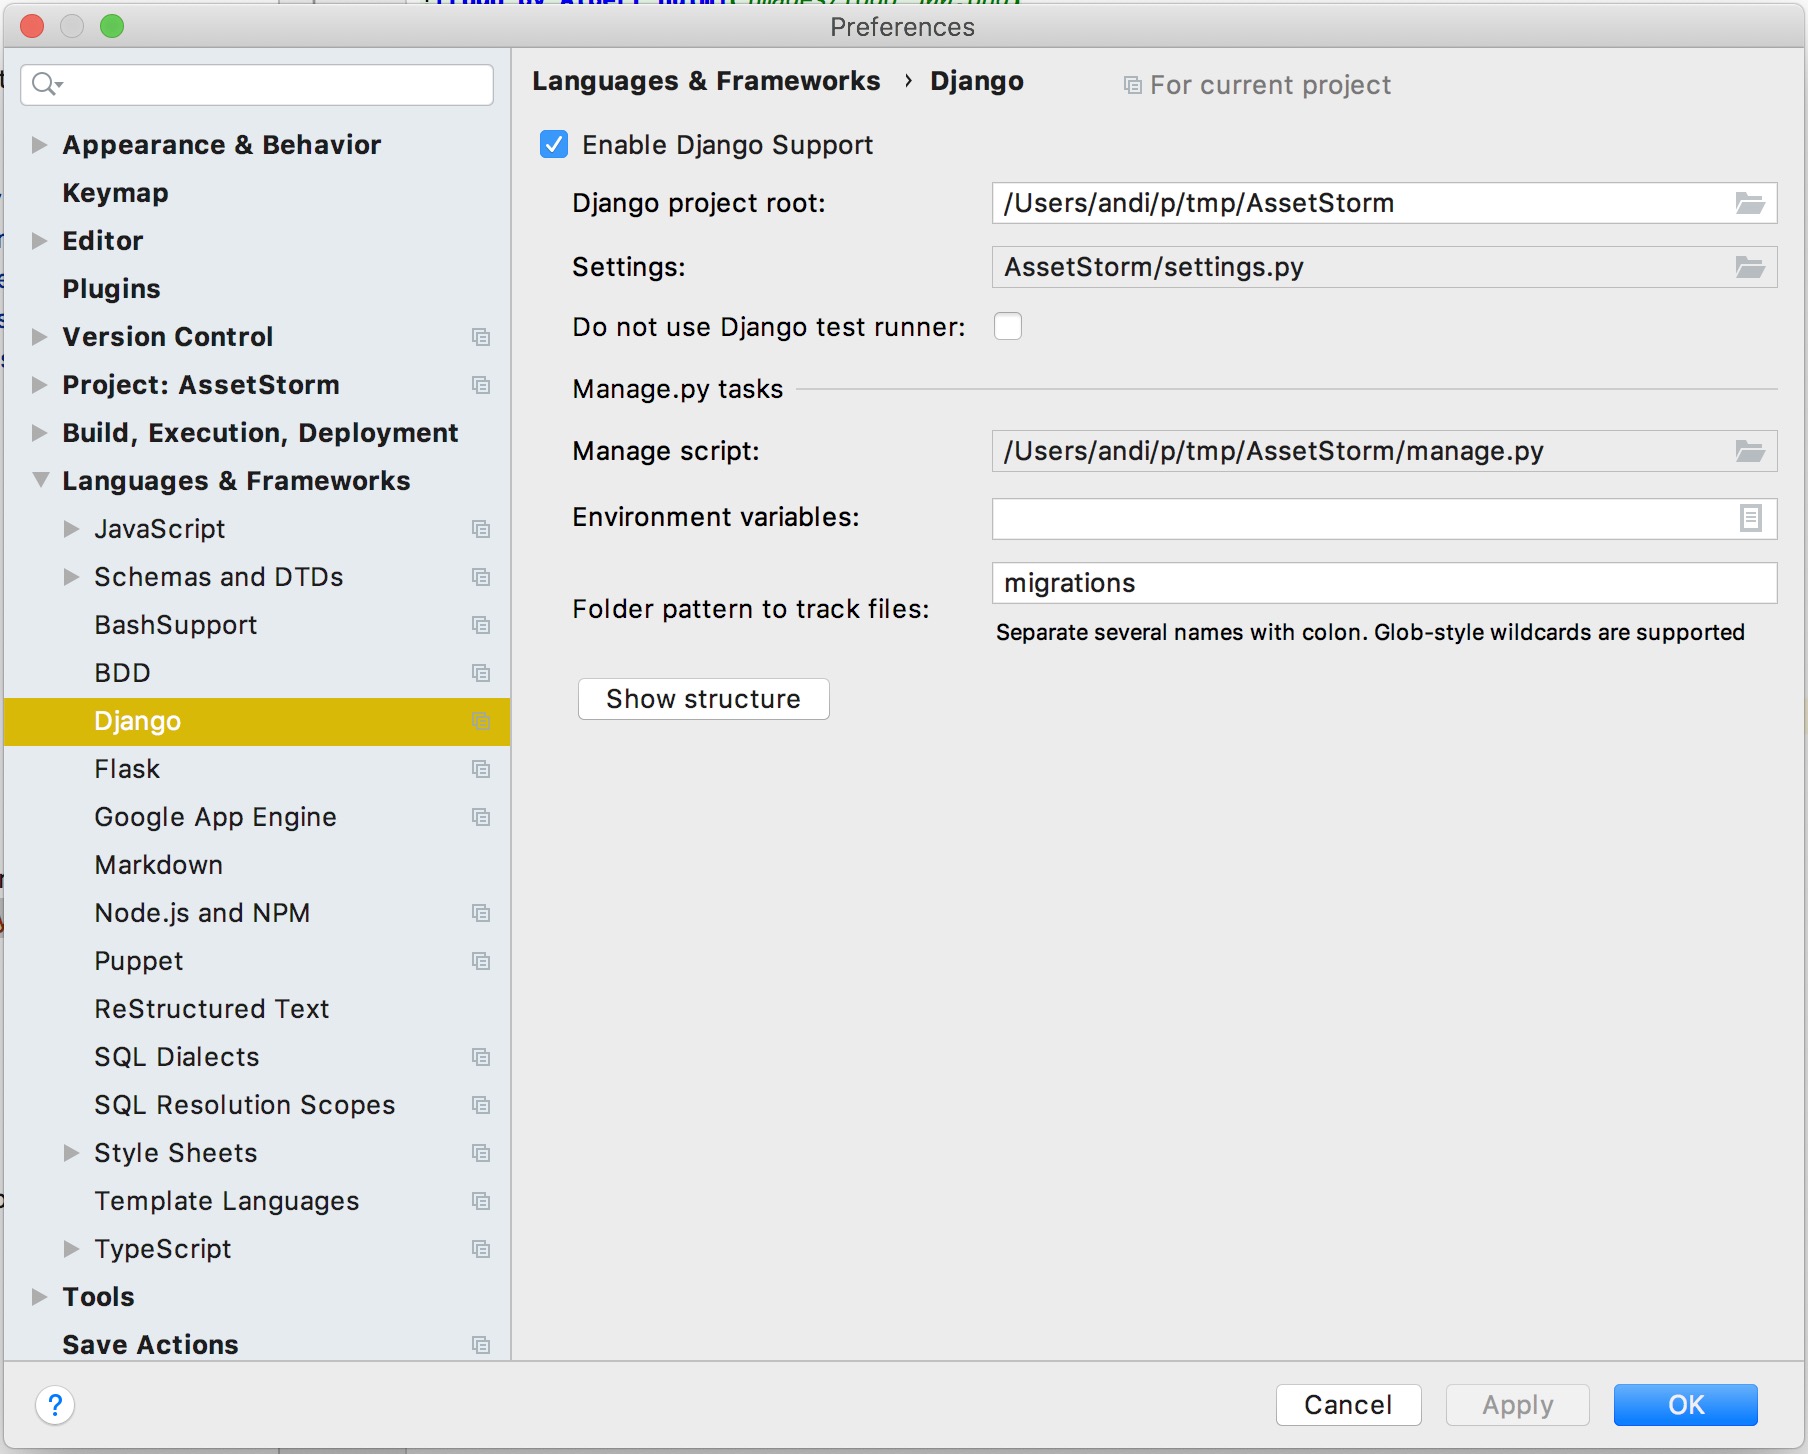 Preferences
Appearance & Behavior
Keymap
Editor
Plugins
Version Control
Project: AssetStorm
Build, Execution, Deployment
Languages & Frameworks
JavaScript
Schemas and DTDs
BashSupport
BDD
Django
Flask
Google App Engine
Markdown
Node.js and NPM
Puppet
ReStructured Text
SQL Dialects
SQL Resolution Scopes
Style Sheets
Template Languages
TypeScript
Tools
Save Actions
Languages & Frameworks › Django
For current project
Enable Django Support
Django project root: /Users/andi/p/tmp/AssetStorm
Settings: AssetStorm/settings.py
Do not use Django test runner:
Manage.py tasks
Manage script: /Users/andi/p/tmp/AssetStorm/manage.py
Environment variables:
Folder pattern to track files: migrations
Separate several names with colon. Glob-style wildcards are supported
Show structure
?
Cancel
Apply
OK